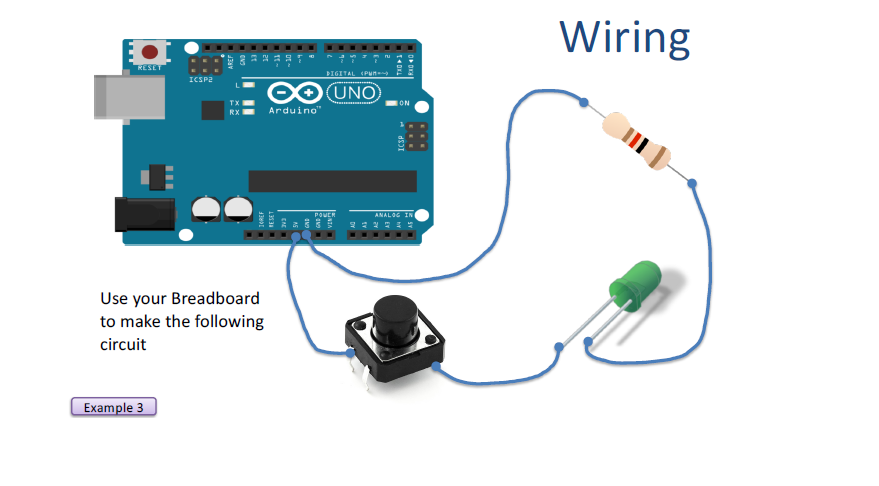 Wiring
RESET
ICSP2
AREF
GND
13
12
~11
~10
~9
8
7
~6
~5
4
~3
2
TX▶1
RX◀0
DIGITAL (PWM=~)
L
TX
RX
UNO
Arduino™
ON
ICSP
1
IOREF
RESET
3V3
5V
GND
GND
VIN
POWER
ANALOG IN
A0
A1
A2
A3
A4
A5
Use your Breadboard
to make the following
circuit
Example 3